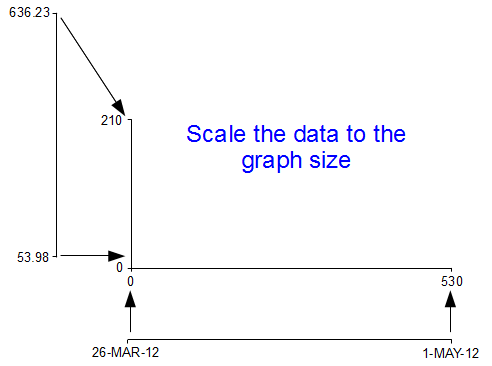 636.23
210
Scale the data to the
graph size
53.98
0
0
530
26-MAR-12
1-MAY-12